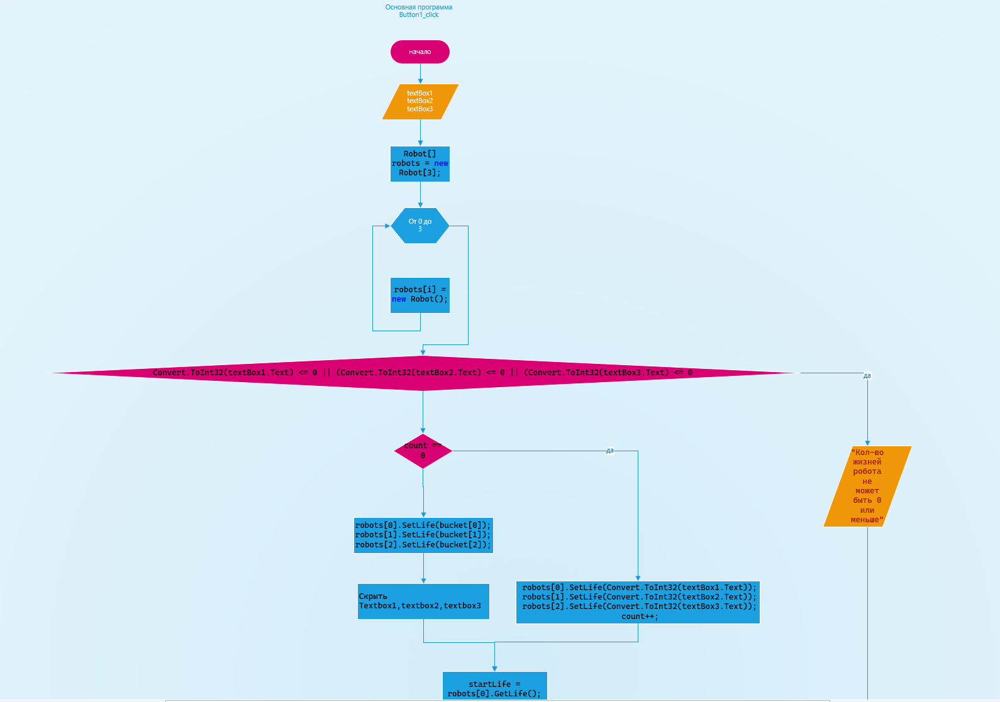 Основная программа
Button1_click
начало
textBox1
textBox2
textBox3
Robot[]
robots = new
Robot[3];
От 0 до
3
robots[i] =
new Robot();
Convert.ToInt32(textBox1.Text) <= 0 || (Convert.ToInt32(textBox2.Text) <= 0 || (Convert.ToInt32(textBox3.Text) <= 0
да
count ==
0
да
"Кол-во
жизней
робота
не
может
быть 0
или
меньше"
robots[0].SetLife(bucket[0]);
robots[1].SetLife(bucket[1]);
robots[2].SetLife(bucket[2]);
Скрыть
Textbox1,textbox2,textbox3
robots[0].SetLife(Convert.ToInt32(textBox1.Text));
robots[1].SetLife(Convert.ToInt32(textBox2.Text));
robots[2].SetLife(Convert.ToInt32(textBox3.Text));
count++;
startLife =
robots[0].GetLife();